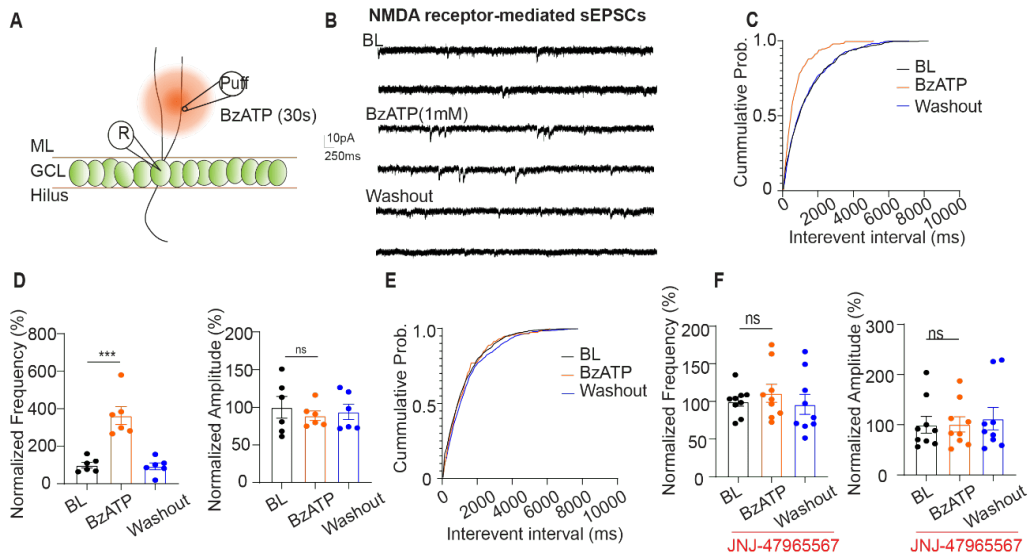 A
Puff
BzATP (30s)
R
ML
GCL
Hilus
B
NMDA receptor-mediated sEPSCs
BL
BzATP(1mM)
10pA
250ms
Washout
C
Cummulative Prob.
1.0
0.5
0
BL
BzATP
Washout
0
2000
4000
6000
8000
10000
Interevent interval (ms)
D
Normalized Frequency (%)
800
600
400
200
0
***
BL
BzATP
Washout
Normalized Amplitude (%)
200
150
100
50
0
ns
BL
BzATP
Washout
E
Cummulative Prob.
1.0
0.5
0
BL
BzATP
Washout
0
2000
4000
6000
8000
10000
Interevent interval (ms)
F
Normalized Frequency (%)
200
150
100
50
0
ns
BL
BzATP
Washout
JNJ-47965567
Normalized Amplitude (%)
300
200
100
0
ns
BL
BzATP
Washout
JNJ-47965567